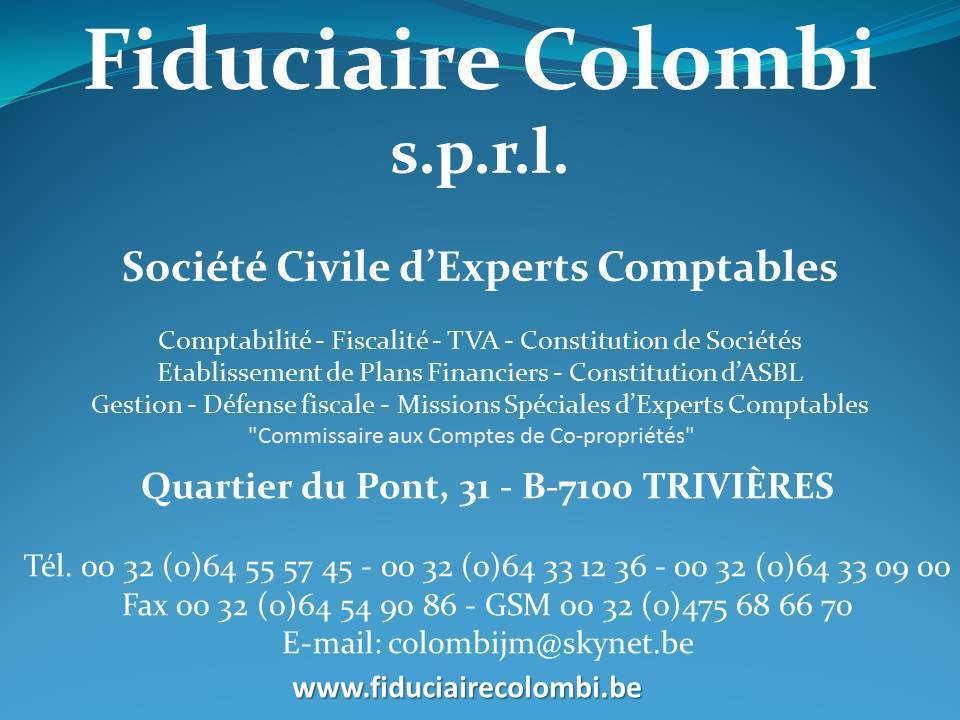 Fiduciaire Colombi
s.p.r.l.
Société Civile d’Experts Comptables
Comptabilité - Fiscalité - TVA - Constitution de Sociétés
Etablissement de Plans Financiers - Constitution d’ASBL
Gestion - Défense fiscale - Missions Spéciales d’Experts Comptables
"Commissaire aux Comptes de Co-propriétés"
Quartier du Pont, 31 - B-7100 TRIVIÈRES
Tél. 00 32 (0)64 55 57 45 - 00 32 (0)64 33 12 36 - 00 32 (0)64 33 09 00
Fax 00 32 (0)64 54 90 86 - GSM 00 32 (0)475 68 66 70
E-mail: colombijm@skynet.be
www.fiduciairecolombi.be